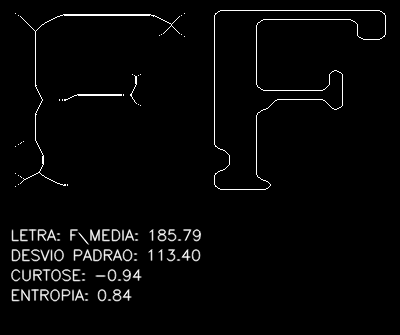 F F
LETRA: F\MEDIA: 185.79
DESVIO PADRAO: 113.40
CURTOSE: -0.94
ENTROPIA: 0.84